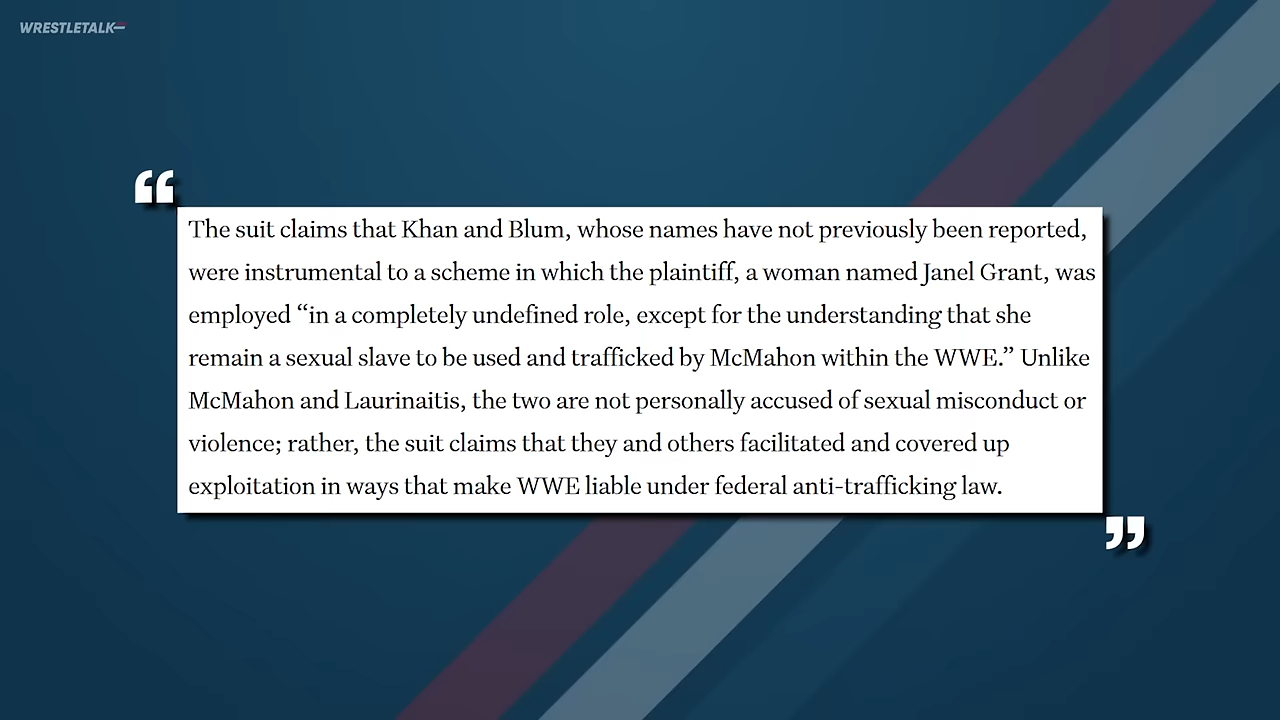 WRESTLETALK
“
The suit claims that Khan and Blum, whose names have not previously been reported,
were instrumental to a scheme in which the plaintiff, a woman named Janel Grant, was
employed “in a completely undefined role, except for the understanding that she
remain a sexual slave to be used and trafficked by McMahon within the WWE.” Unlike
McMahon and Laurinaitis, the two are not personally accused of sexual misconduct or
violence; rather, the suit claims that they and others facilitated and covered up
exploitation in ways that make WWE liable under federal anti-trafficking law.
”